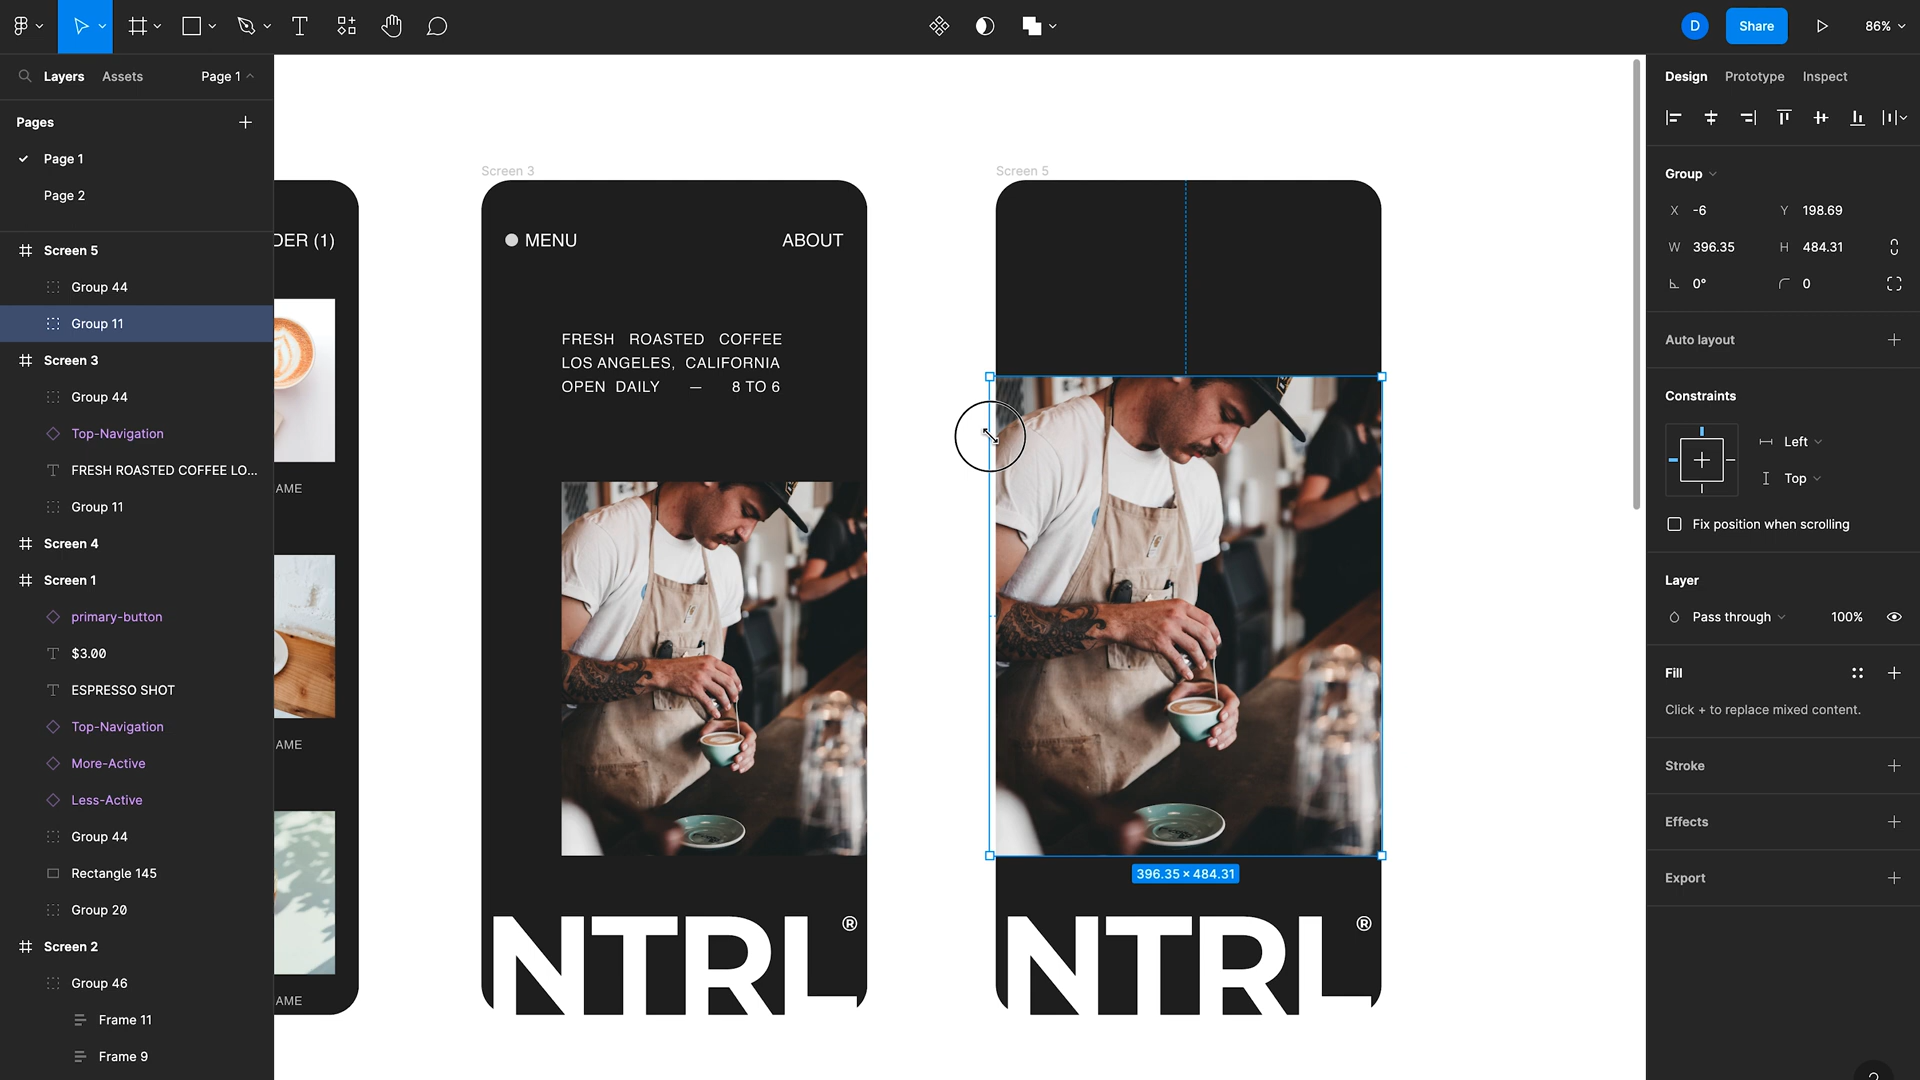 D
Share
86%
Layers
Assets
Page 1
Pages
Page 1
Page 2
Screen 5
Group 44
Group 11
Screen 3
Group 44
Top-Navigation
FRESH ROASTED COFFEE LO...
Group 11
Screen 4
Screen 1
primary-button
$3.00
ESPRESSO SHOT
Top-Navigation
More-Active
Less-Active
Group 44
Rectangle 145
Group 20
Screen 2
Group 46
Frame 11
Frame 9
DER (1)
AME
AME
AME
Screen 3
MENU
ABOUT
FRESH ROASTED COFFEE
LOS ANGELES, CALIFORNIA
OPEN DAILY — 8 TO 6
NTRL®
Screen 5
396.35 × 484.31
NTRL®
Design
Prototype
Inspect
Group
X -6
Y 198.69
W 396.35
H 484.31
0°
0
Auto layout
Constraints
Left
Top
Fix position when scrolling
Layer
Pass through
100%
Fill
Click + to replace mixed content.
Stroke
Effects
Export
?